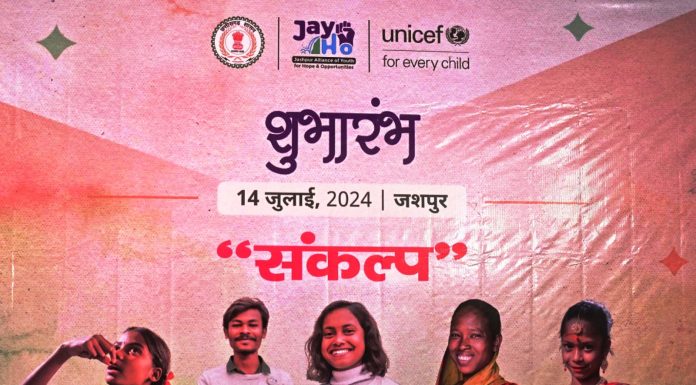 Jay
Ho
Jashpur Alliance of Youth
for Hope & Opportunities
unicef
for every child
शुभारंभ
14 जुलाई, 2024 | जशपुर
“संकल्प”